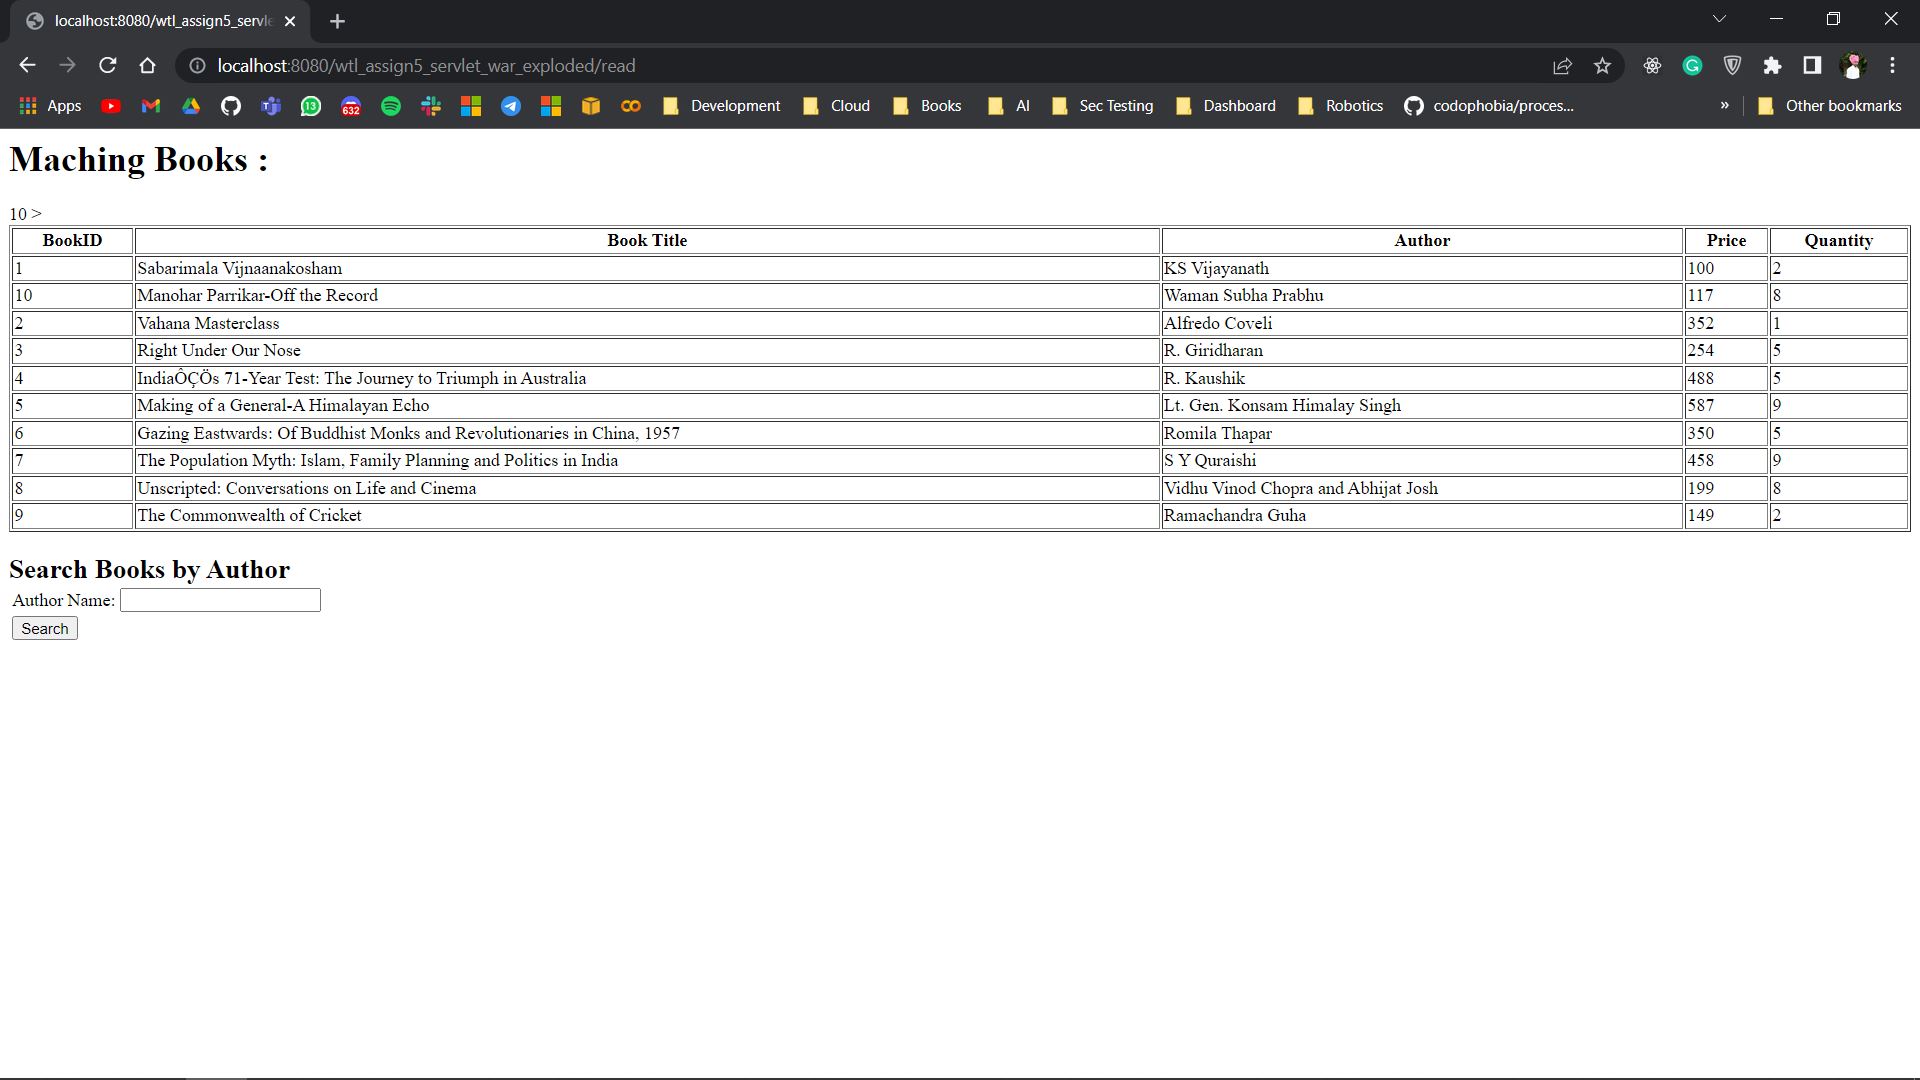 localhost:8080/wtl_assign5_servle
localhost:8080/wtl_assign5_servlet_war_exploded/read
Apps 13 632 Development Cloud Books AI Sec Testing Dashboard Robotics codophobia/proces... » Other bookmarks
Maching Books :
10 >
BookID Book Title Author Price Quantity
1 Sabarimala Vijnaanakosham KS Vijayanath 100 2
10 Manohar Parrikar-Off the Record Waman Subha Prabhu 117 8
2 Vahana Masterclass Alfredo Coveli 352 1
3 Right Under Our Nose R. Giridharan 254 5
4 IndiaÔÇÖs 71-Year Test: The Journey to Triumph in Australia R. Kaushik 488 5
5 Making of a General-A Himalayan Echo Lt. Gen. Konsam Himalay Singh 587 9
6 Gazing Eastwards: Of Buddhist Monks and Revolutionaries in China, 1957 Romila Thapar 350 5
7 The Population Myth: Islam, Family Planning and Politics in India S Y Quraishi 458 9
8 Unscripted: Conversations on Life and Cinema Vidhu Vinod Chopra and Abhijat Josh 199 8
9 The Commonwealth of Cricket Ramachandra Guha 149 2
Search Books by Author
Author Name:
Search